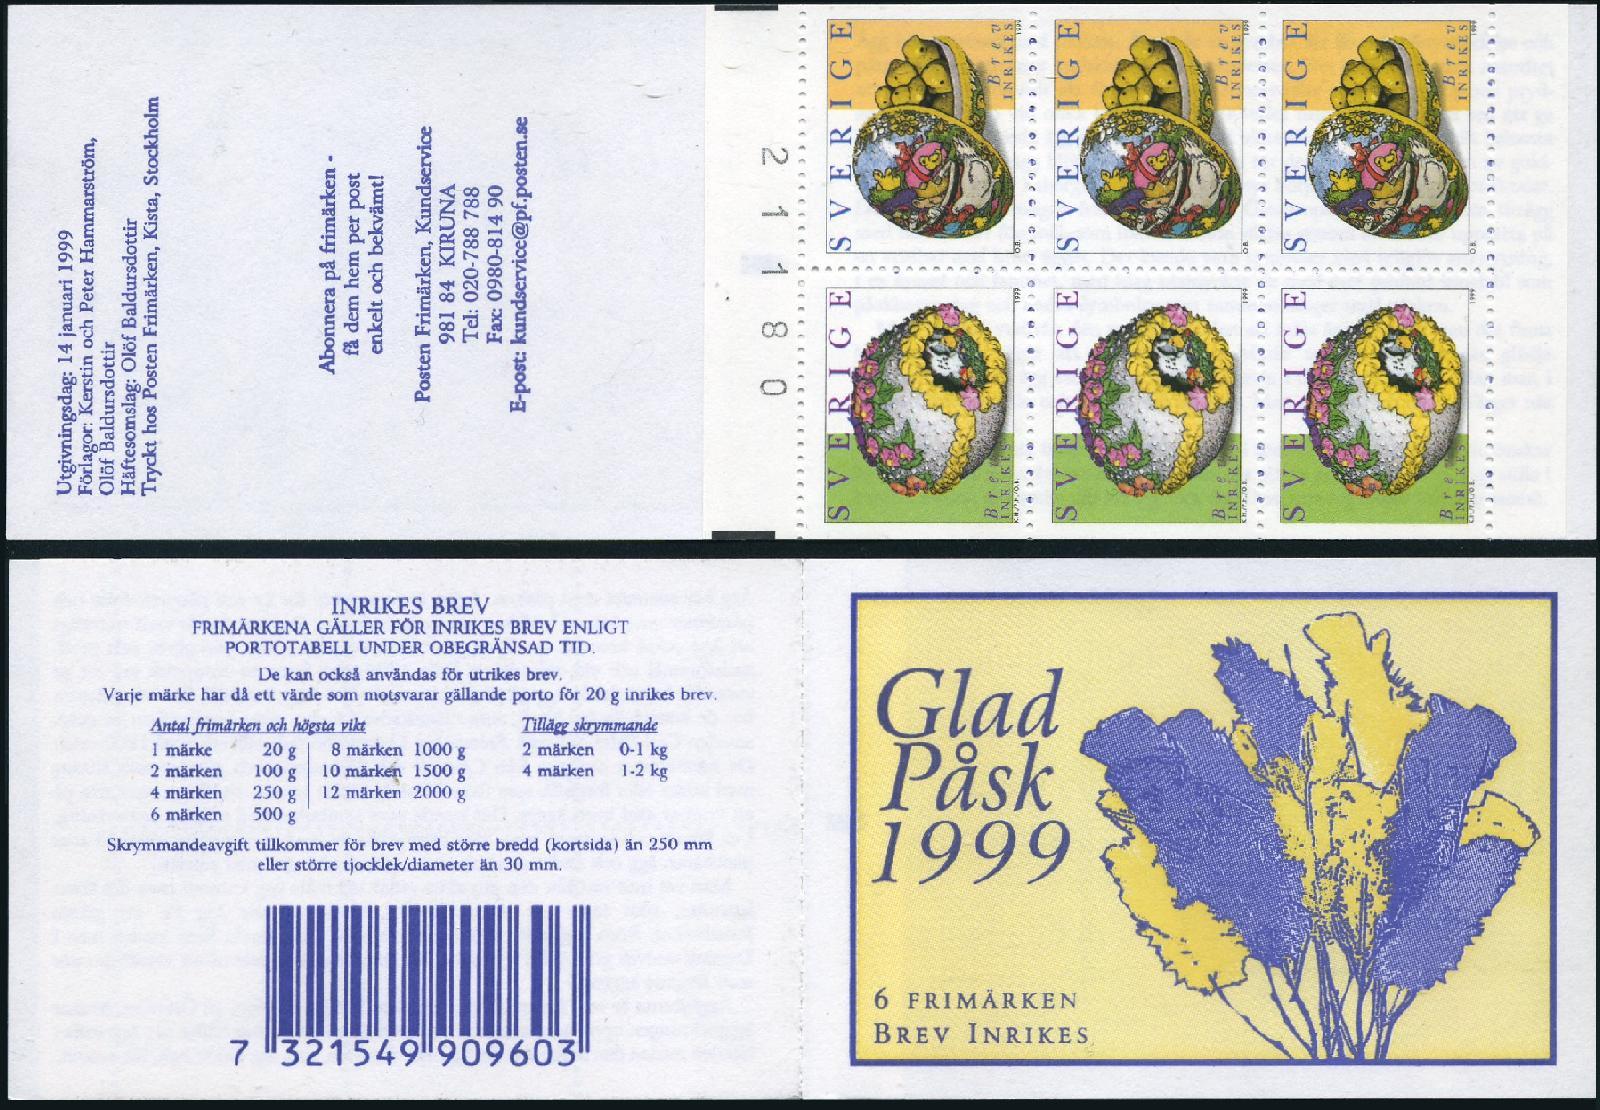 Utgivningsdag: 14 januari 1999
Förlagor: Kerstin och Peter Hammarström,
Olöf Baldursdottir
Häftesomslag: Olöf Baldursdottir
Tryckt hos Posten Frimärken, Kista, Stockholm
Abonnera på frimärken -
få dem hem per post
enkelt och bekvämt!
Posten Frimärken, Kundservice
981 84 KIRUNA
Tel: 020-788 788
Fax: 0980-814 90
E-post: kundservice@pf.posten.se
21180
SVERIGE
Brev
INRIKES
1999
O.B.
SVERIGE
Brev
INRIKES
1999
O.B.
SVERIGE
Brev
INRIKES
1999
O.B.
SVERIGE
Brev
INRIKES
1999
SVERIGE
Brev
INRIKES
1999
SVERIGE
Brev
INRIKES
1999
INRIKES BREV
FRIMÄRKENA GÄLLER FÖR INRIKES BREV ENLIGT
PORTOTABELL UNDER OBEGRÄNSAD TID.
De kan också användas för utrikes brev.
Varje märke har då ett värde som motsvarar gällande porto för 20 g inrikes brev.
Antal frimärken och högsta vikt
1 märke 20 g
2 märken 100 g
4 märken 250 g
6 märken 500 g
8 märken 1000 g
10 märken 1500 g
12 märken 2000 g
Tillägg skrymmande
2 märken 0-1 kg
4 märken 1-2 kg
Skrymmandeavgift tillkommer för brev med större bredd (kortsida) än 250 mm
eller större tjocklek/diameter än 30 mm.
7 321549 909603
Glad
Påsk
1999
6 FRIMÄRKEN
BREV INRIKES